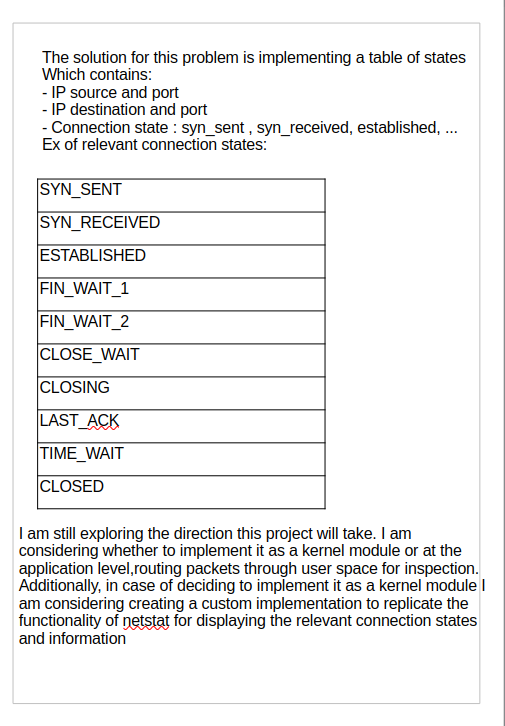 The solution for this problem is implementing a table of states
Which contains:
- IP source and port
- IP destination and port
- Connection state : syn_sent , syn_received, established, ...
Ex of relevant connection states:
SYN_SENT
SYN_RECEIVED
ESTABLISHED
FIN_WAIT_1
FIN_WAIT_2
CLOSE_WAIT
CLOSING
LAST_ACK
TIME_WAIT
CLOSED
I am still exploring the direction this project will take. I am
considering whether to implement it as a kernel module or at the
application level,routing packets through user space for inspection.
Additionally, in case of deciding to implement it as a kernel module I
am considering creating a custom implementation to replicate the
functionality of netstat for displaying the relevant connection states
and information